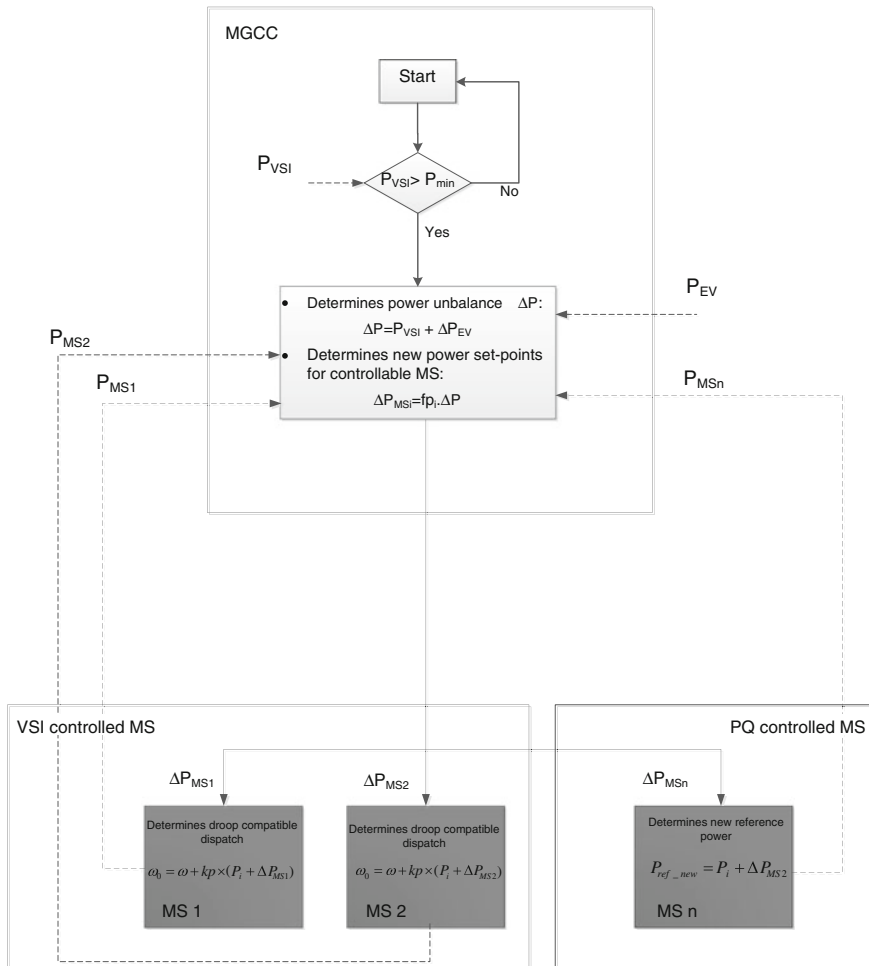 MGCC
Start
P_VSI
P_VSI> P_min
No
Yes
• Determines power unbalance ΔP:
ΔP=P_VSI + ΔP_EV
• Determines new power set-points
for controllable MS:
ΔP_MSi=fp_i.ΔP
P_EV
P_MS2
P_MS1
P_MSn
VSI controlled MS
PQ controlled MS
ΔP_MS1
ΔP_MS2
ΔP_MSn
Determines droop compatible
dispatch
ω_0 = ω + kp × (P_i + ΔP_MS1)
MS 1
Determines droop compatible
dispatch
ω_0 = ω + kp × (P_i + ΔP_MS2)
MS 2
Determines new reference
power
P_ref_new = P_i + ΔP_MS2
MS n